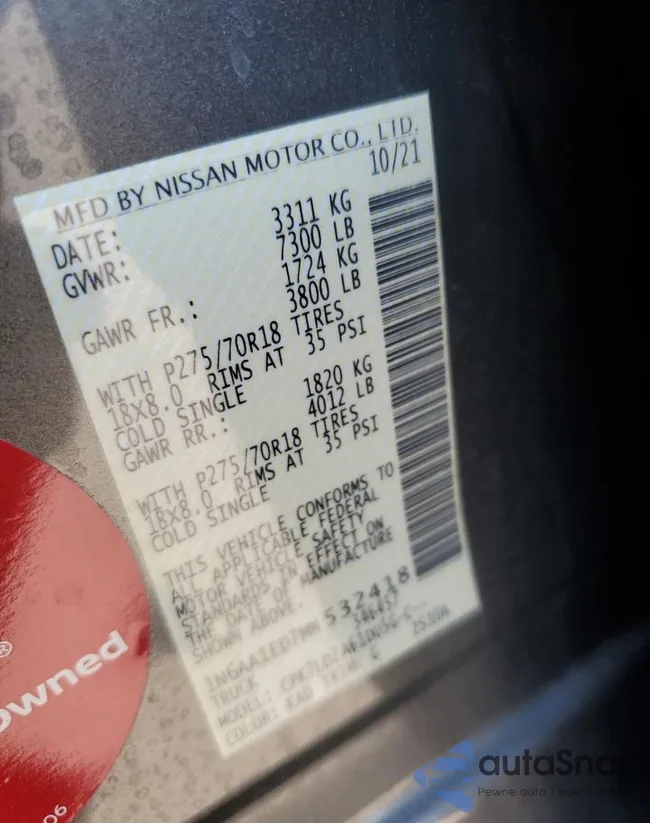 MFD BY NISSAN MOTOR CO., LTD.
DATE: 10/21
GVWR: 3311 KG
7300 LB
GAWR FR.: 1724 KG
3800 LB
WITH P275/70R18 TIRES
18X8.0 RIMS AT 35 PSI
COLD SINGLE
GAWR RR.: 1820 KG
4012 LB
WITH P275/70R18 TIRES
18X8.0 RIMS AT 35 PSI
COLD SINGLE
THIS VEHICLE CONFORMS TO
ALL APPLICABLE FEDERAL
MOTOR VEHICLE SAFETY
STANDARDS IN EFFECT ON
THE DATE OF MANUFACTURE
SHOWN ABOVE.
532418
TRUCK
MODEL:
COLOR: KAD TRIM: G
owned
®
06
autaSnap
Pewne auta